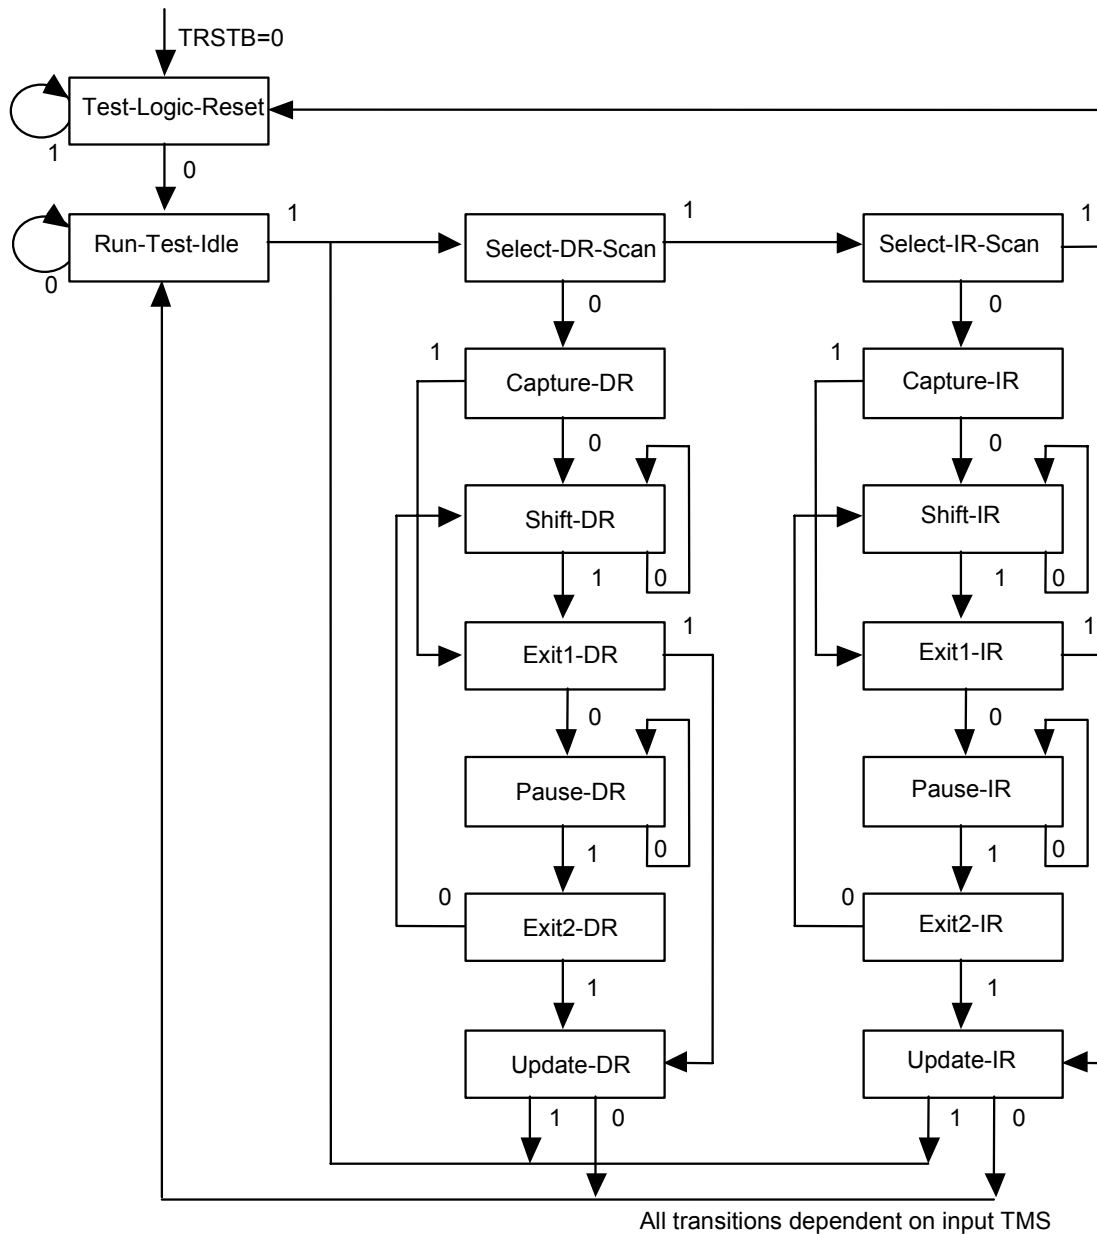 TRSTB=0
Test-Logic-Reset
1
0
Run-Test-Idle
1
0
Select-DR-Scan
1
Select-IR-Scan
1
0
0
1
Capture-DR
1
Capture-IR
0
0
Shift-DR
Shift-IR
1
0
1
0
Exit1-DR
1
Exit1-IR
1
0
0
Pause-DR
Pause-IR
1
0
1
0
0
Exit2-DR
0
Exit2-IR
1
1
Update-DR
Update-IR
1
0
1
0
All transitions dependent on input TMS